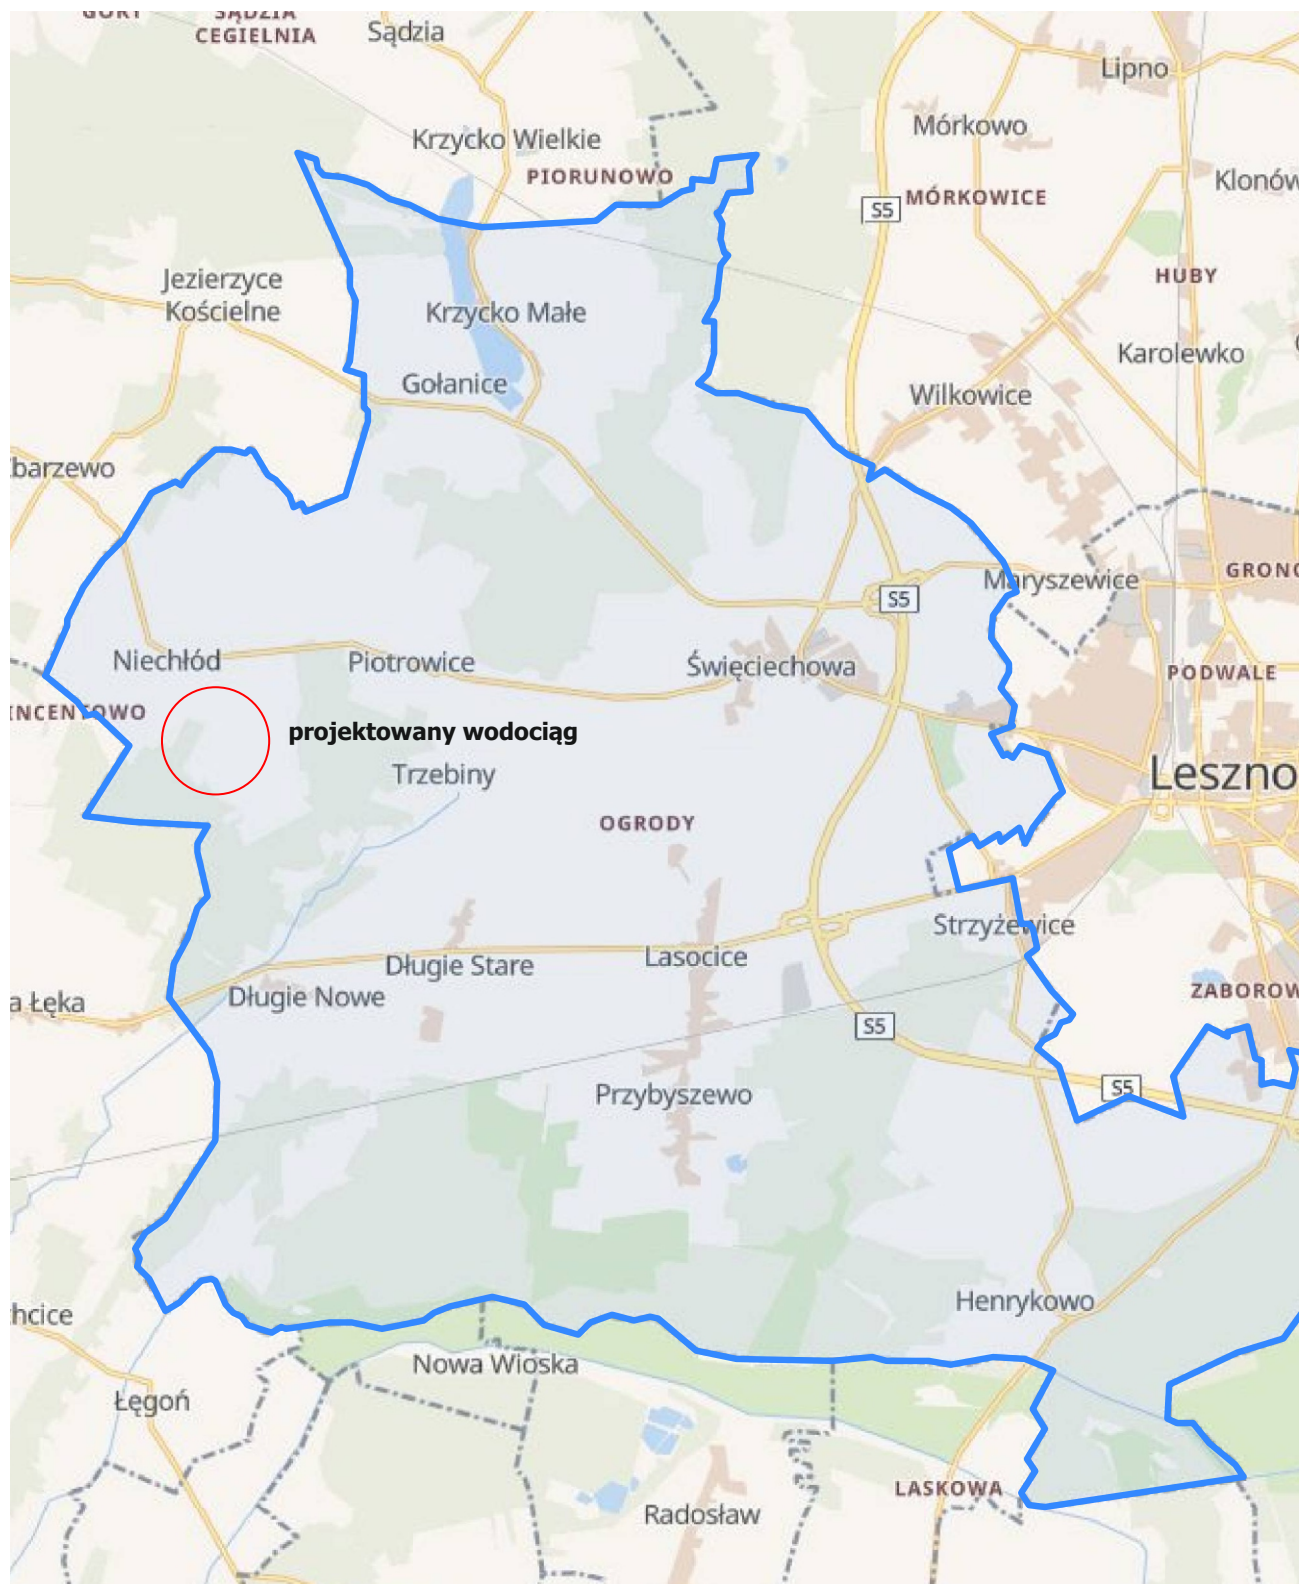 SĄDZIA
CEGIELNIA
Sądzia
Lipno
Krzycko Wielkie
Mórkowo
PIORUNOWO
Klonów
S5
MÓRKOWICE
Jezierzyce
Kościelne
HUBY
Krzycko Małe
Karolewko
Gołanice
Wilkowice
barzewo
Maryszewice
GRONO
S5
Niechłód
Piotrowice
Święciechowa
PODWALE
INCENTOWO
projektowany wodociąg
Trzebiny
Leszno
OGRODY
Strzyżewice
Długie Stare
Lasocice
Długie Nowe
a Łęka
ZABOROW
S5
S5
Przybyszewo
Henrykowo
hcice
Nowa Wioska
Łęgoń
LASKOWA
Radosław